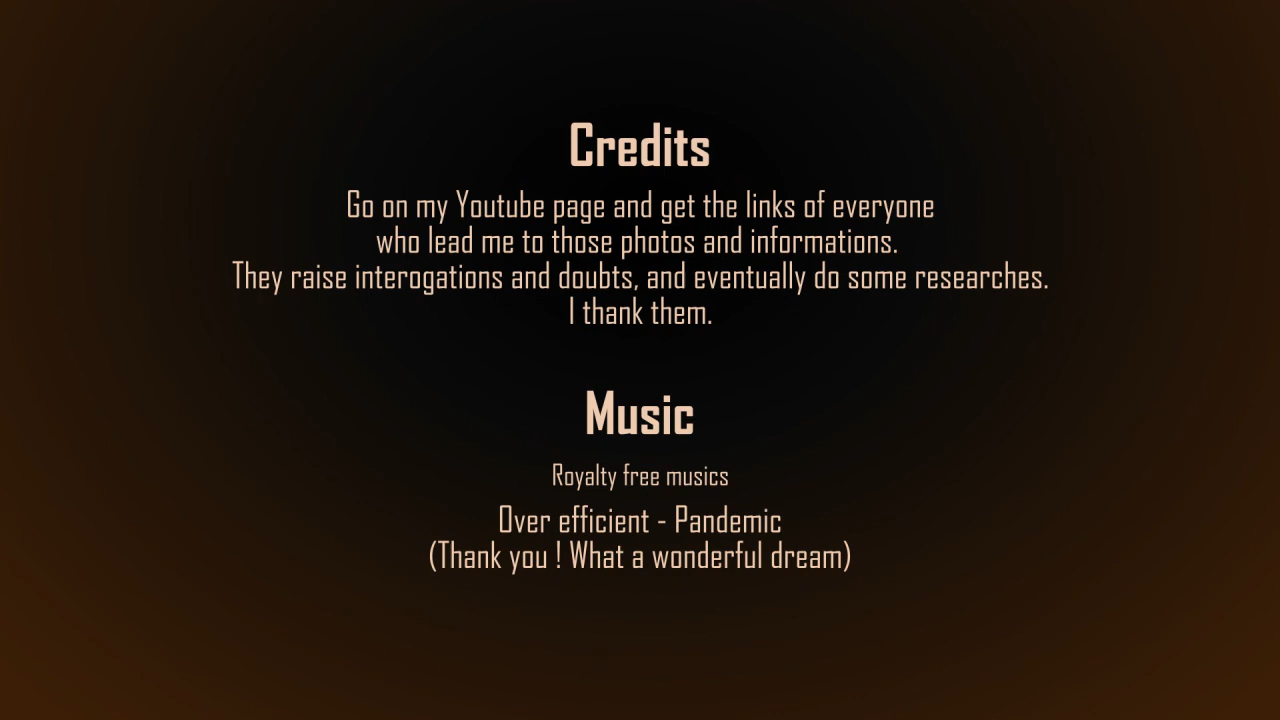 Credits
Go on my Youtube page and get the links of everyone
who lead me to those photos and informations.
They raise interogations and doubts, and eventually do some researches.
I thank them.
Music
Royalty free musics
Over efficient - Pandemic
(Thank you ! What a wonderful dream)